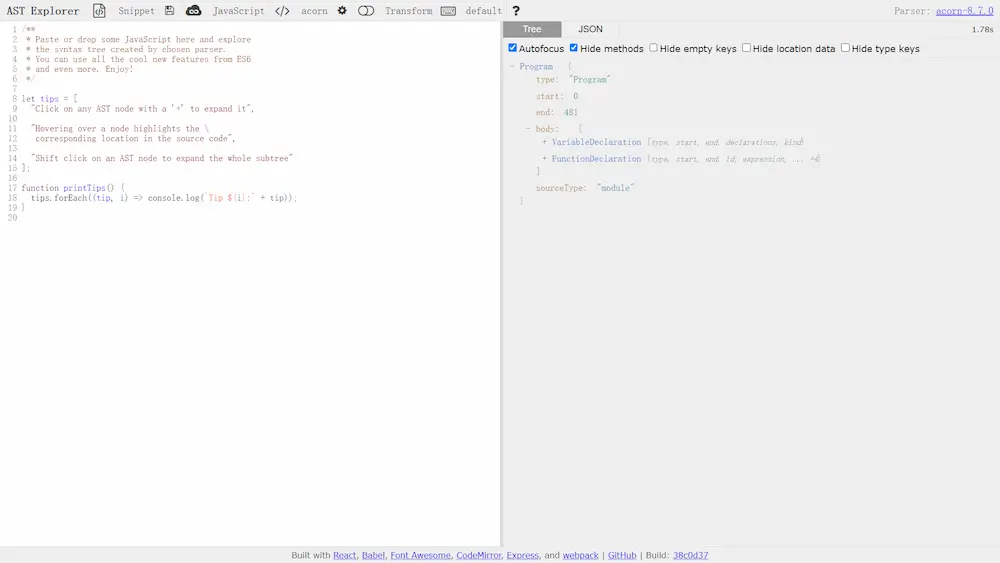 AST Explorer Snippet JavaScript </> acorn Transform default ? Parser: acorn-8.7.0
Tree JSON 1.78s
Autofocus Hide methods Hide empty keys Hide location data Hide type keys
1 /**
2 * Paste or drop some JavaScript here and explore
3 * the syntax tree created by chosen parser.
4 * You can use all the cool new features from ES6
5 * and even more. Enjoy!
6 */
7
8 let tips = [
9 "Click on any AST node with a '+' to expand it",
10
11 "Hovering over a node highlights the \
12 corresponding location in the source code",
13
14 "Shift click on an AST node to expand the whole subtree"
15 ];
16
17 function printTips() {
18 tips.forEach((tip, i) => console.log(`Tip ${i}:` + tip));
19 }
20
- Program {
type: "Program"
start: 0
end: 481
- body: [
+ VariableDeclaration {type, start, end, declarations, kind}
+ FunctionDeclaration {type, start, end, id, expression, ... +4}
]
sourceType: "module"
}
Built with React, Babel, Font Awesome, CodeMirror, Express, and webpack | GitHub | Build: 38c0d37